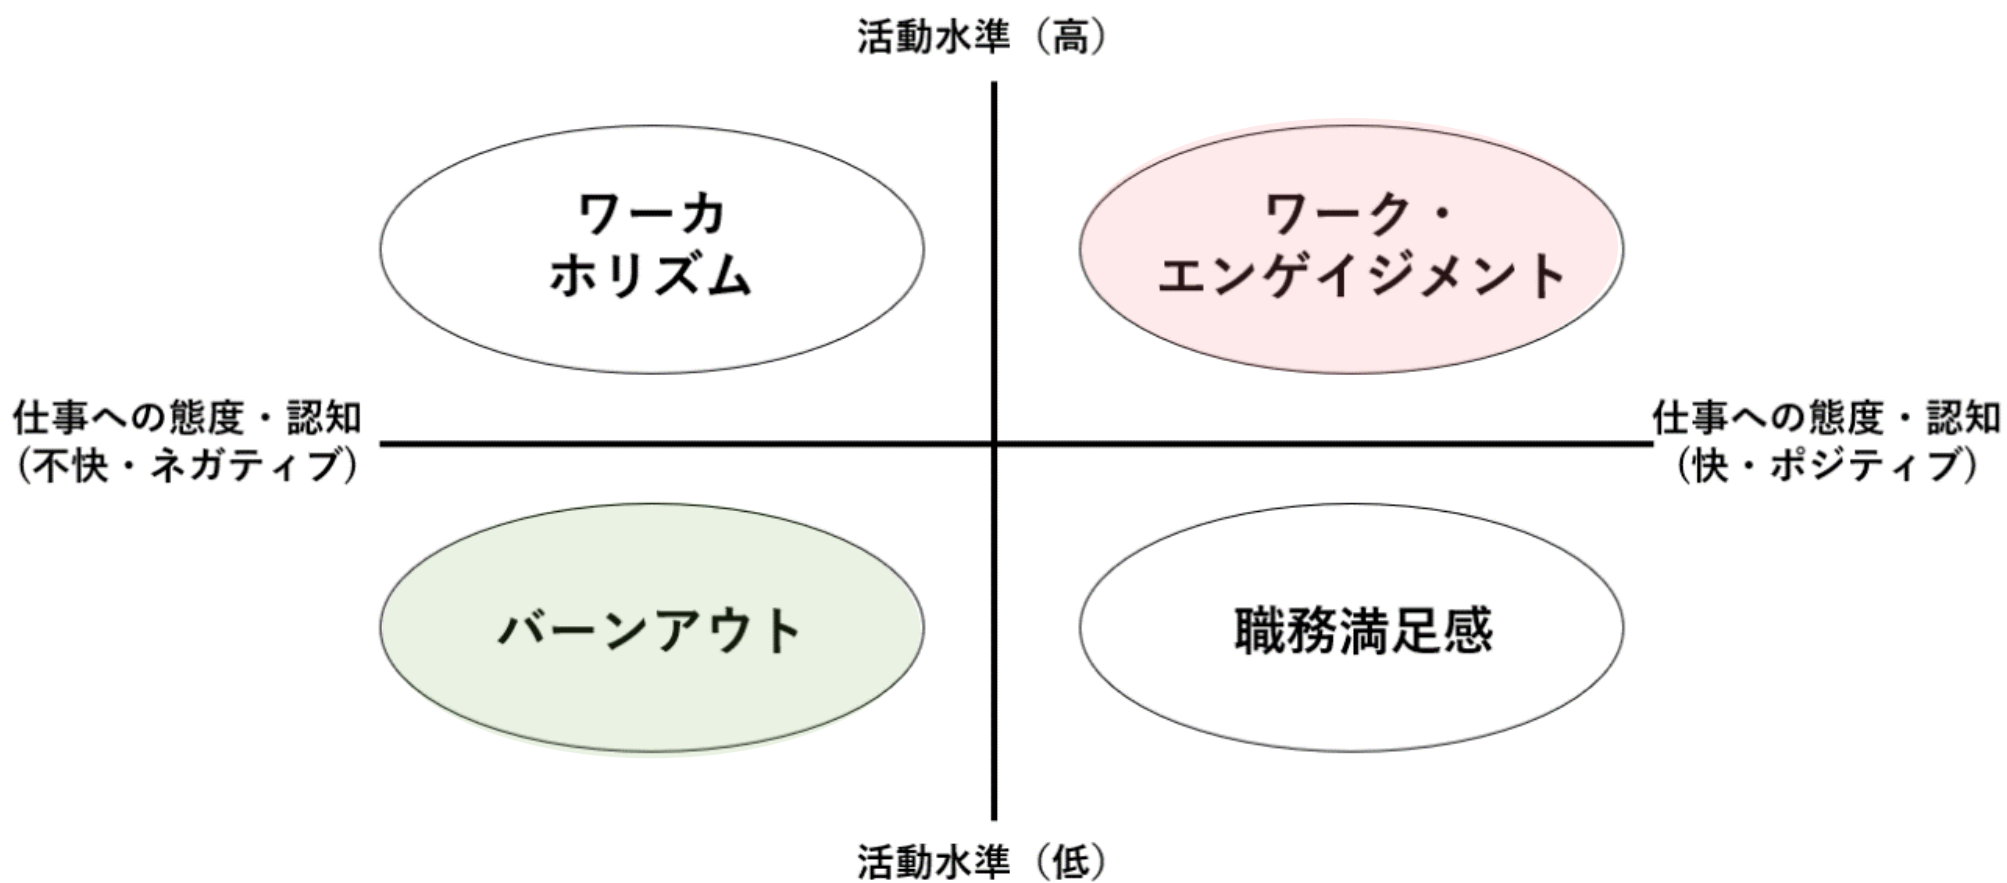 活動水準（高）
ワーカ
ホリズム
ワーク・
エンゲイジメント
仕事への態度・認知
（不快・ネガティブ）
仕事への態度・認知
（快・ポジティブ）
バーンアウト
職務満足感
活動水準（低）